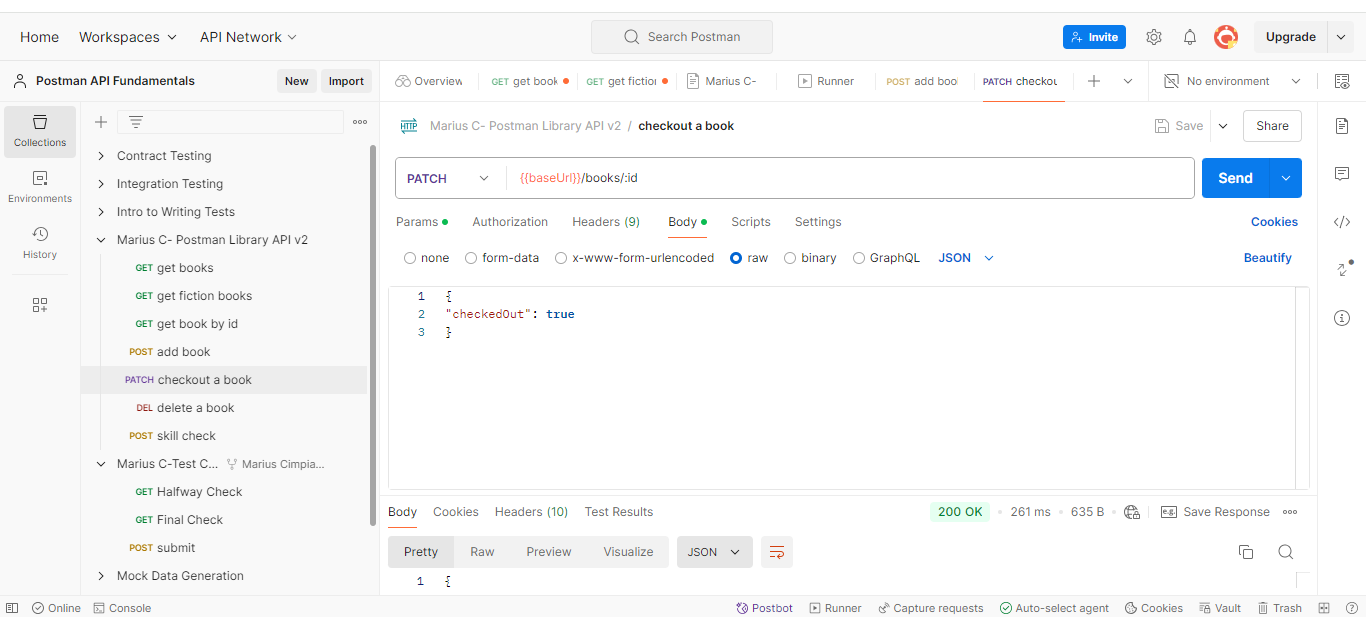 Home Workspaces API Network Search Postman Invite Upgrade
Postman API Fundamentals New Import Overview GET get book GET get fiction Marius C- Runner POST add boo PATCH checkou No environment
Collections
Environments
History
Contract Testing
Integration Testing
Intro to Writing Tests
Marius C- Postman Library API v2
GET get books
GET get fiction books
GET get book by id
POST add book
PATCH checkout a book
DEL delete a book
POST skill check
Marius C-Test C... Marius Cimpia...
GET Halfway Check
GET Final Check
POST submit
Mock Data Generation
HTTP Marius C- Postman Library API v2 / checkout a book Save Share
PATCH {{baseUrl}}/books/:id Send
Params Authorization Headers (9) Body Scripts Settings Cookies
none form-data x-www-form-urlencoded raw binary GraphQL JSON Beautify
1 {
2 "checkedOut": true
3 }
Body Cookies Headers (10) Test Results 200 OK 261 ms 635 B e.g. Save Response
Pretty Raw Preview Visualize JSON
1 {
Online Console Postbot Runner Capture requests Auto-select agent Cookies Vault Trash